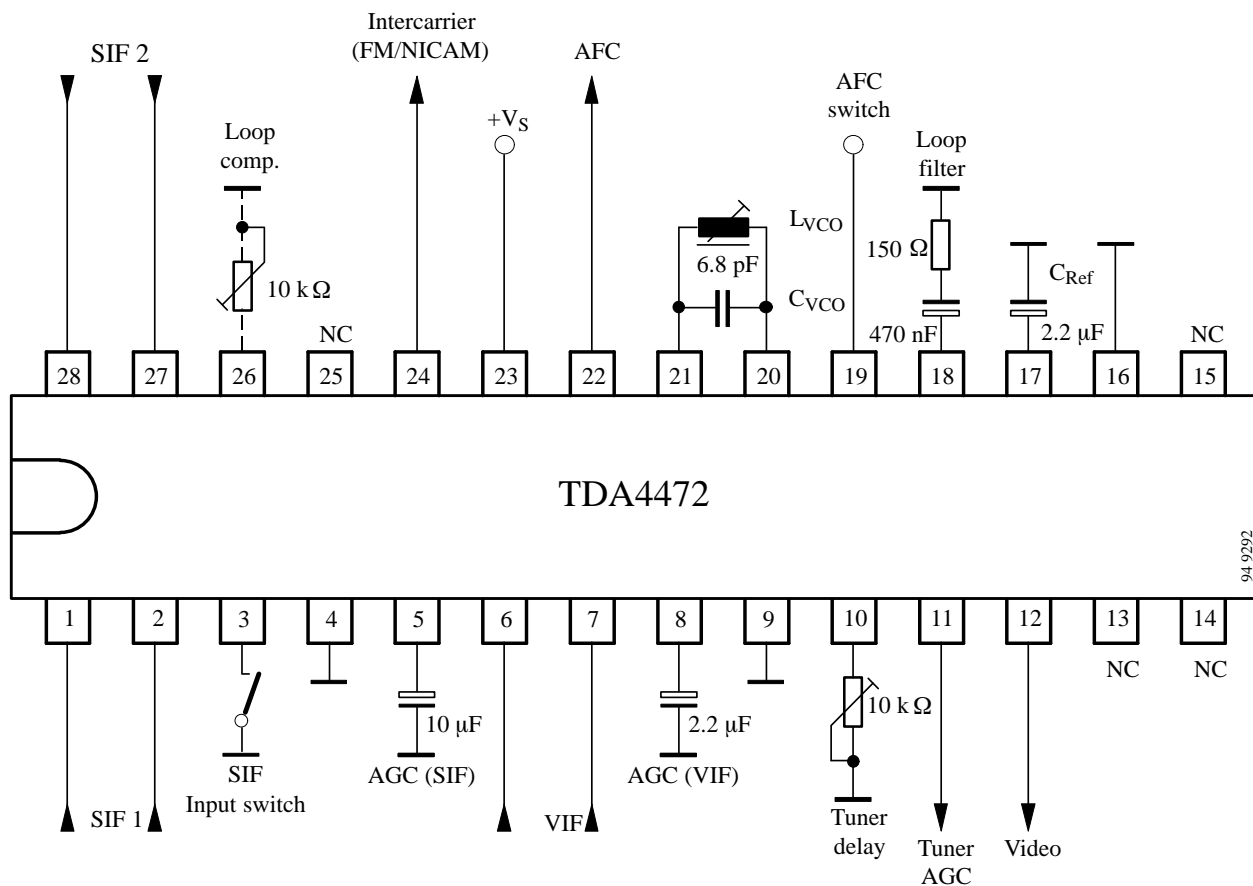 SIF 2
Intercarrier
(FM/NICAM)
AFC
AFC
switch
+VS
Loop
comp.
Loop
filter
LVCO
6.8 pF
CVCO
150 Ω
CRef
10 k Ω
470 nF
2.2 µF
NC
NC
28
27
26
25
24
23
22
21
20
19
18
17
16
15
TDA4472
94 9292
1
2
3
4
5
6
7
8
9
10
11
12
13
14
NC
NC
10 µF
2.2 µF
10 k Ω
SIF
Input switch
AGC (SIF)
AGC (VIF)
SIF 1
VIF
Tuner
delay
Tuner
AGC
Video